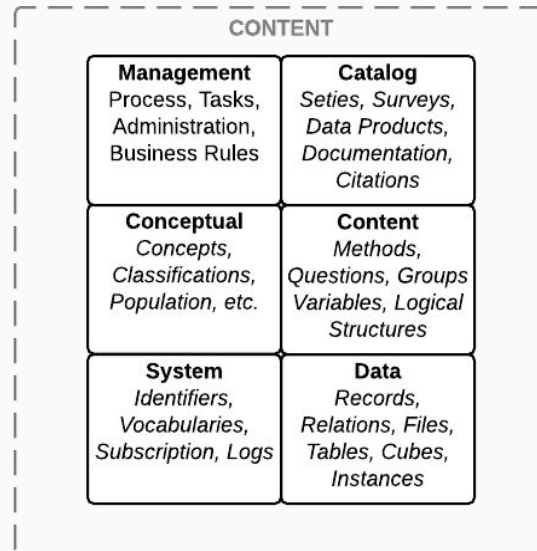 CONTENT
Management
Process, Tasks,
Administration,
Business Rules
Catalog
Seties, Surveys,
Data Products,
Documentation,
Citations
Conceptual
Concepts,
Classifications,
Population, etc.
Content
Methods,
Questions, Groups
Variables, Logical
Structures
System
Identifiers,
Vocabularies,
Subscription, Logs
Data
Records,
Relations, Files,
Tables, Cubes,
Instances